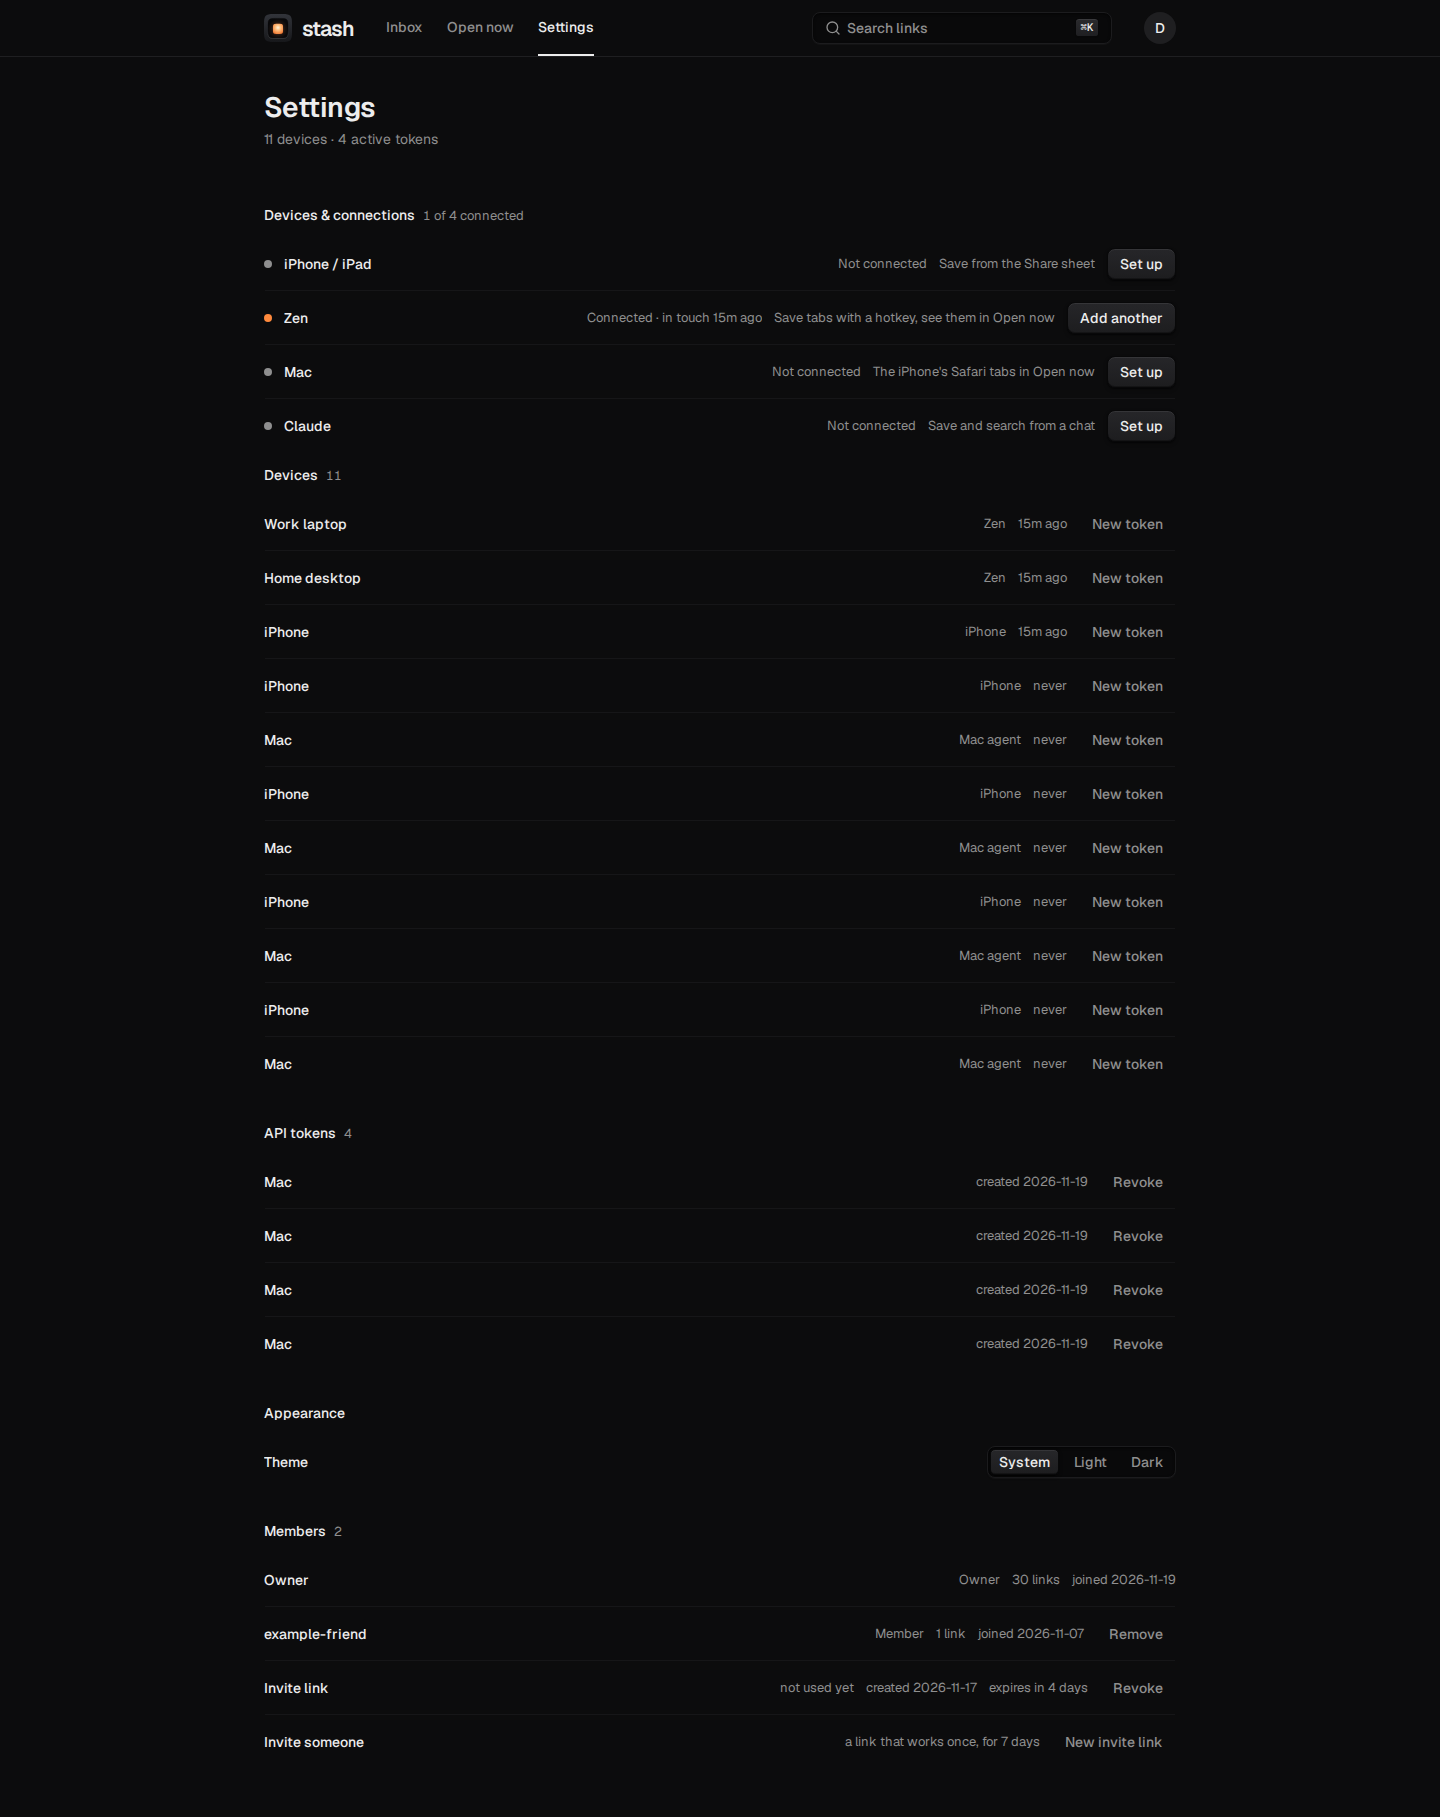 stash Inbox Open now Settings Search links ⌘K D
Settings
11 devices · 4 active tokens
Devices & connections 1 of 4 connected
iPhone / iPad Not connected Save from the Share sheet Set up
Zen Connected · in touch 15m ago Save tabs with a hotkey, see them in Open now Add another
Mac Not connected The iPhone's Safari tabs in Open now Set up
Claude Not connected Save and search from a chat Set up
Devices 11
Work laptop Zen 15m ago New token
Home desktop Zen 15m ago New token
iPhone iPhone 15m ago New token
iPhone iPhone never New token
Mac Mac agent never New token
iPhone iPhone never New token
Mac Mac agent never New token
iPhone iPhone never New token
Mac Mac agent never New token
iPhone iPhone never New token
Mac Mac agent never New token
API tokens 4
Mac created 2026-11-19 Revoke
Mac created 2026-11-19 Revoke
Mac created 2026-11-19 Revoke
Mac created 2026-11-19 Revoke
Appearance
Theme System Light Dark
Members 2
Owner Owner 30 links joined 2026-11-19
example-friend Member 1 link joined 2026-11-07 Remove
Invite link not used yet created 2026-11-17 expires in 4 days Revoke
Invite someone a link that works once, for 7 days New invite link